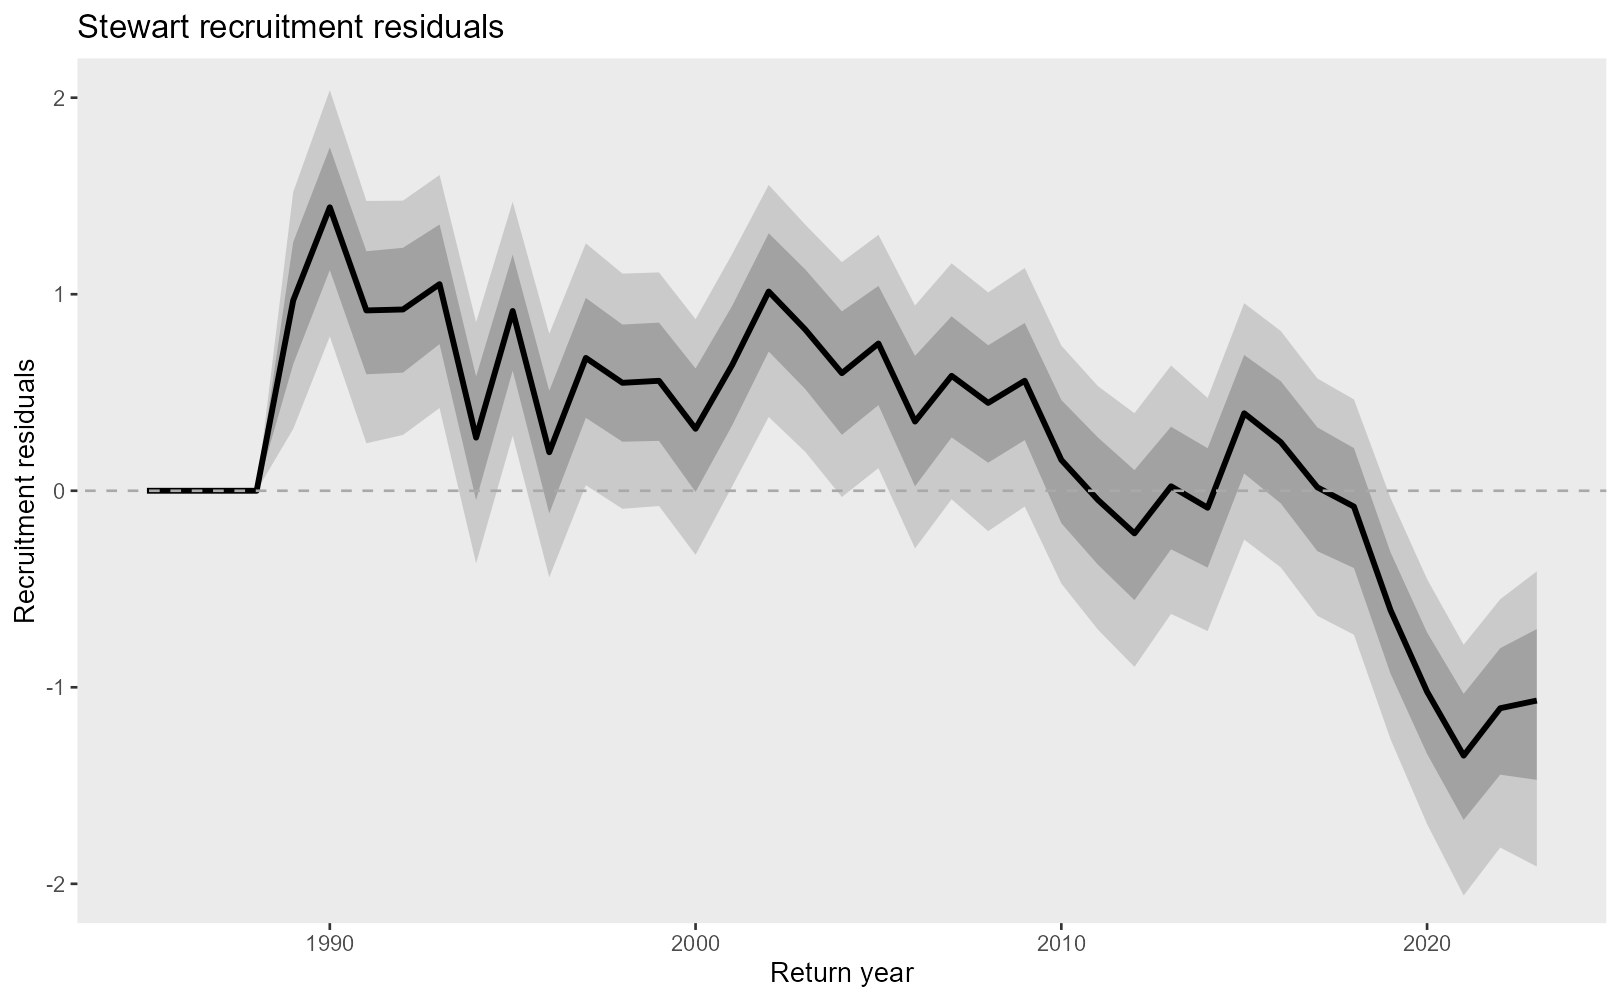 Stewart recruitment residuals
Recruitment residuals
2
1
0
-1
-2
1990 2000 2010 2020
Return year